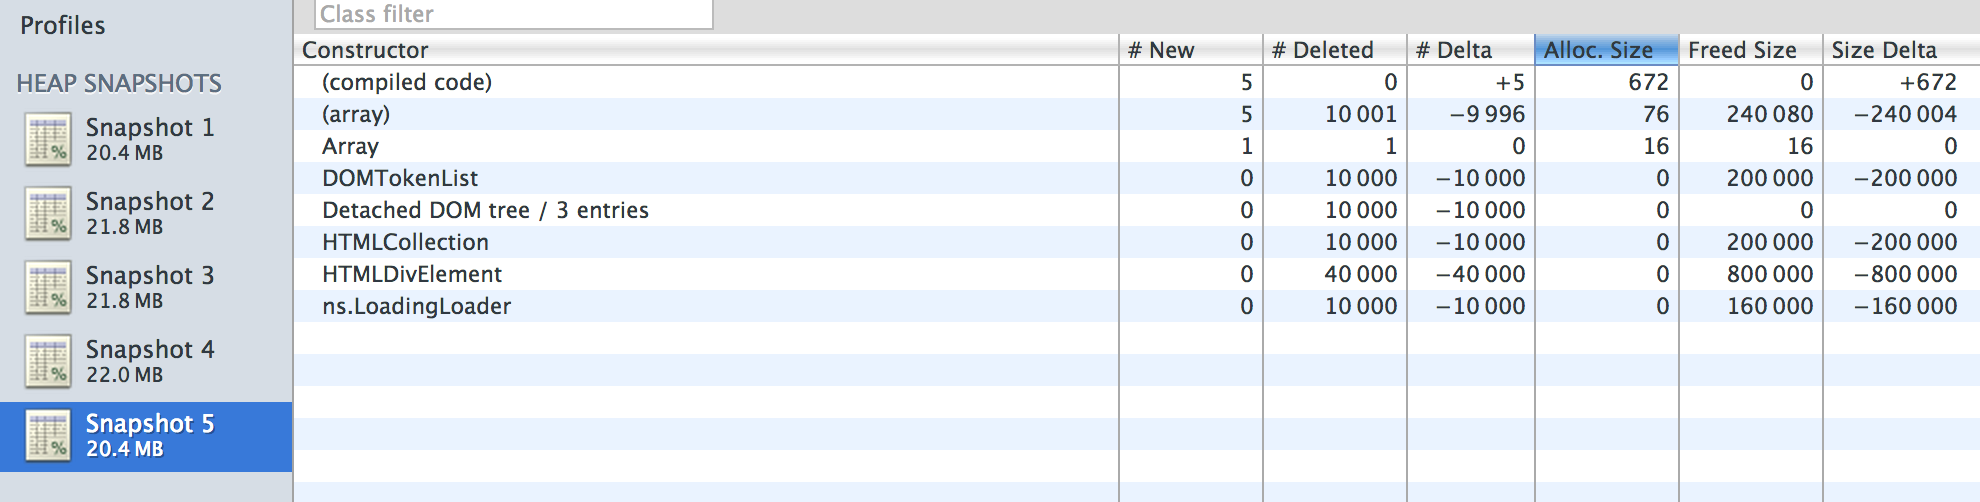 Profiles
Class filter
HEAP SNAPSHOTS
Snapshot 1
20.4 MB
Snapshot 2
21.8 MB
Snapshot 3
21.8 MB
Snapshot 4
22.0 MB
Snapshot 5
20.4 MB
Constructor # New # Deleted # Delta Alloc. Size Freed Size Size Delta
(compiled code) 5 0 +5 672 0 +672
(array) 5 10 001 −9 996 76 240 080 −240 004
Array 1 1 0 16 16 0
DOMTokenList 0 10 000 −10 000 0 200 000 −200 000
Detached DOM tree / 3 entries 0 10 000 −10 000 0 0 0
HTMLCollection 0 10 000 −10 000 0 200 000 −200 000
HTMLDivElement 0 40 000 −40 000 0 800 000 −800 000
ns.LoadingLoader 0 10 000 −10 000 0 160 000 −160 000